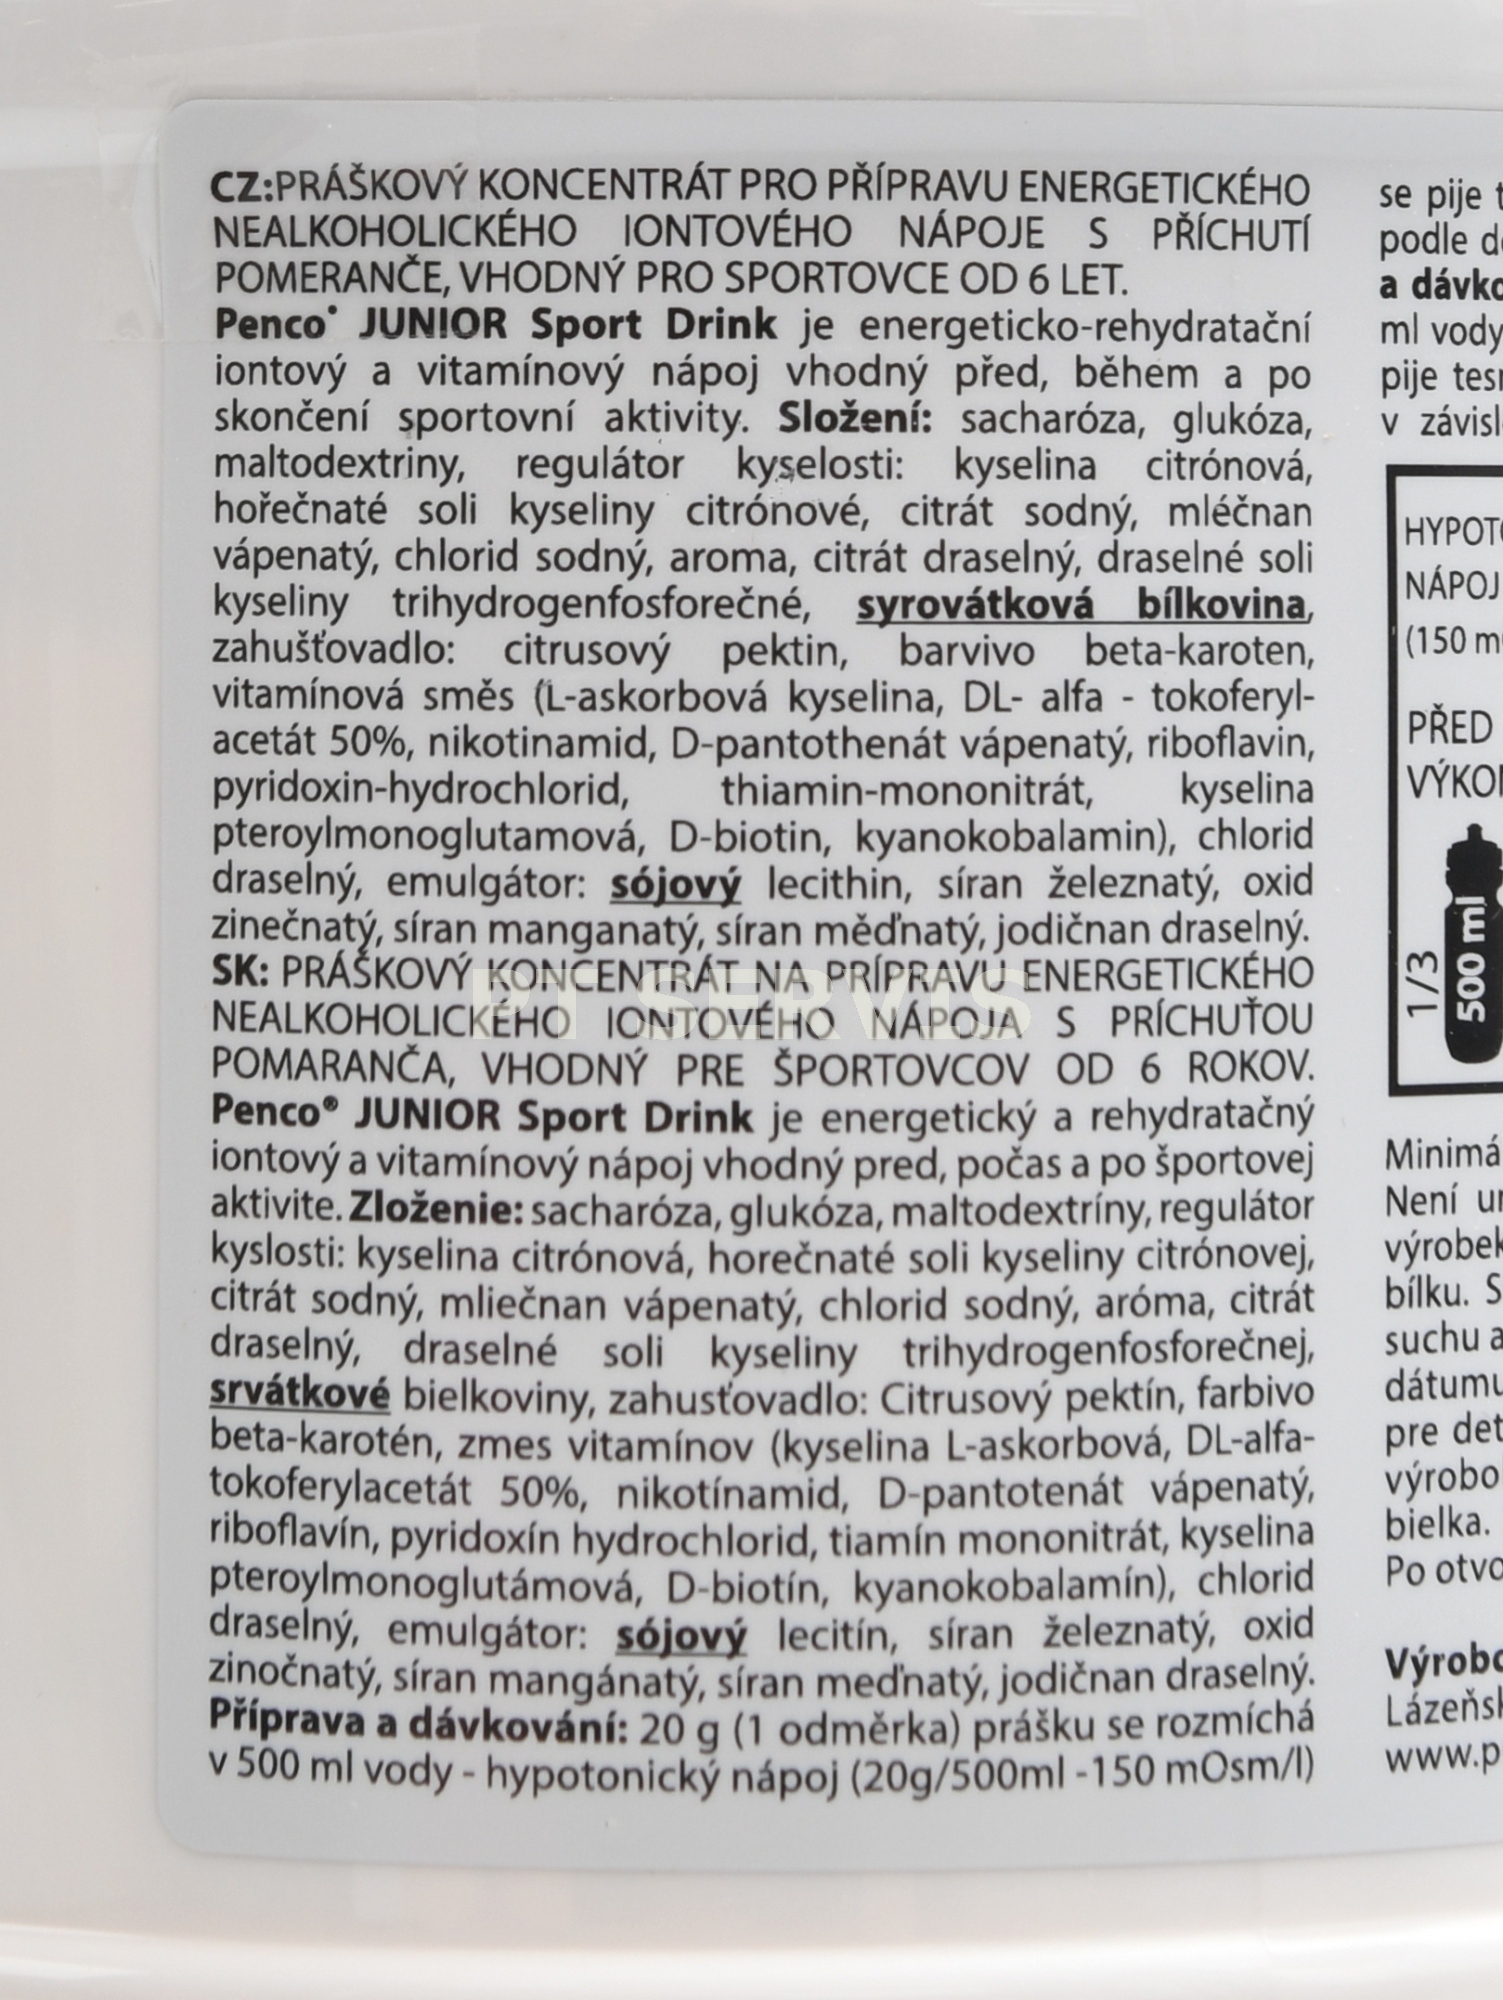 CZ:PRÁŠKOVÝ KONCENTRÁT PRO PŘÍPRAVU ENERGETICKÉHO
NEALKOHOLICKÉHO IONTOVÉHO NÁPOJE S PŘÍCHUTÍ
POMERANČE, VHODNÝ PRO SPORTOVCE OD 6 LET.
Penco® JUNIOR Sport Drink je energeticko-rehydratační
iontový a vitamínový nápoj vhodný před, během a po
skončení sportovní aktivity. Složení: sacharóza, glukóza,
maltodextriny, regulátor kyselosti: kyselina citrónová,
hořečnaté soli kyseliny citrónové, citrát sodný, mléčnan
vápenatý, chlorid sodný, aroma, citrát draselný, draselné soli
kyseliny trihydrogenfosforečné, syrovátková bílkovina,
zahušťovadlo: citrusový pektin, barvivo beta-karoten,
vitamínová směs (L-askorbová kyselina, DL- alfa - tokoferyl-
acetát 50%, nikotinamid, D-pantothenát vápenatý, riboflavin,
pyridoxin-hydrochlorid, thiamin-mononitrát, kyselina
pteroylmonoglutamová, D-biotin, kyanokobalamin), chlorid
draselný, emulgátor: sójový lecithin, síran železnatý, oxid
zinečnatý, síran manganatý, síran měďnatý, jodičnan draselný.
SK: PRÁŠKOVÝ KONCENTRÁT NA PRÍPRAVU ENERGETICKÉHO
NEALKOHOLICKÉHO IONTOVÉHO NÁPOJA S PRÍCHUŤOU
POMARANČA, VHODNÝ PRE ŠPORTOVCOV OD 6 ROKOV.
Penco® JUNIOR Sport Drink je energetický a rehydratačný
iontový a vitamínový nápoj vhodný pred, počas a po športovej
aktivite. Zloženie: sacharóza, glukóza, maltodextríny, regulátor
kyslosti: kyselina citrónová, horečnaté soli kyseliny citrónovej,
citrát sodný, mliečnan vápenatý, chlorid sodný, aróma, citrát
draselný, draselné soli kyseliny trihydrogenfosforečnej,
srvátkové bielkoviny, zahusťovadlo: Citrusový pektín, farbivo
beta-karotén, zmes vitamínov (kyselina L-askorbová, DL-alfa-
tokoferylacetát 50%, nikotínamid, D-pantotenát vápenatý,
riboflavín, pyridoxín hydrochlorid, tiamín mononitrát, kyselina
pteroylmonoglutámová, D-biotín, kyanokobalamín), chlorid
draselný, emulgátor: sójový lecitín, síran železnatý, oxid
zinočnatý, síran mangánatý, síran meďnatý, jodičnan draselný.
Příprava a dávkování: 20 g (1 odměrka) prášku se rozmíchá
v 500 ml vody - hypotonický nápoj (20g/500ml -150 mOsm/l)
PT SERVIS
se pije
podle
a
ml vody
pije
v
NÁPOJ
(150
PŘED
1/3
500 ml
Není
suchu
pre
bielka.
Po
www.p